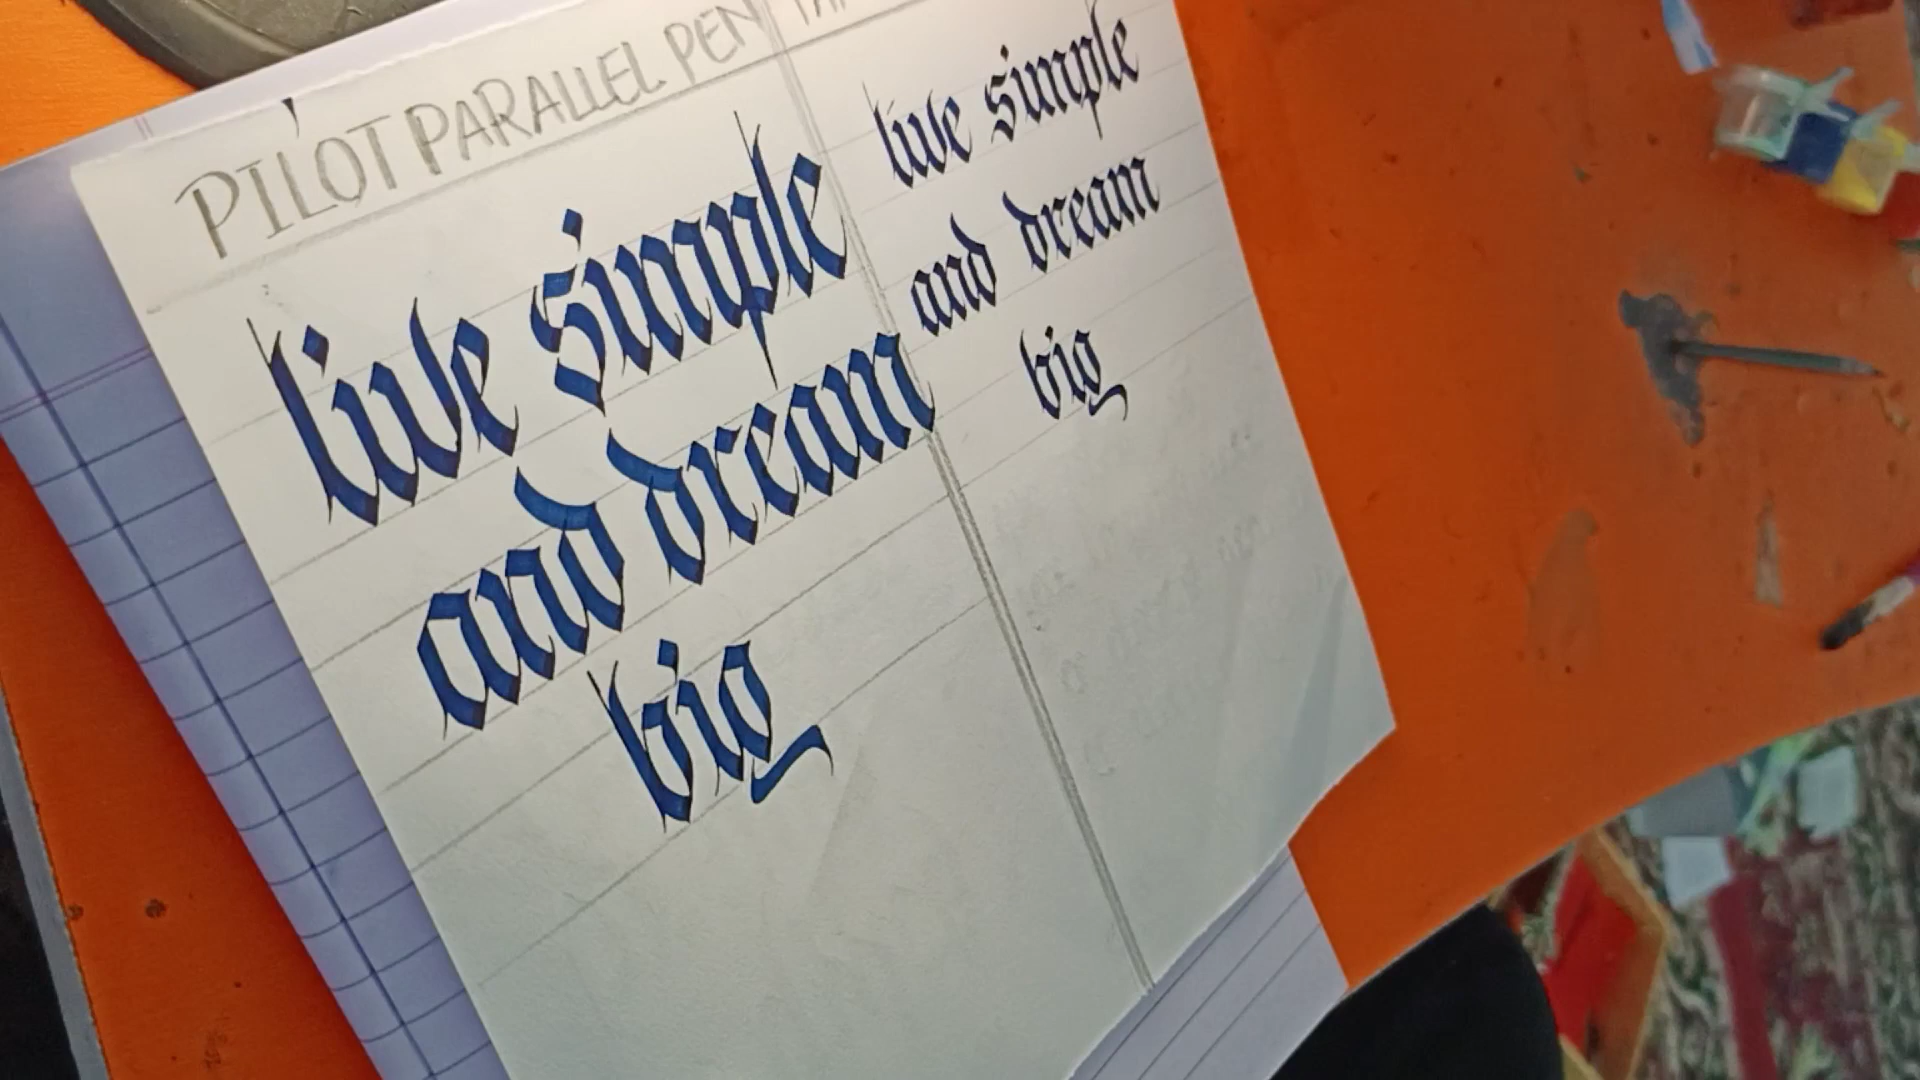 PILOT PARALLEL PEN
live simple
and dream
big
live simple
and dream
big